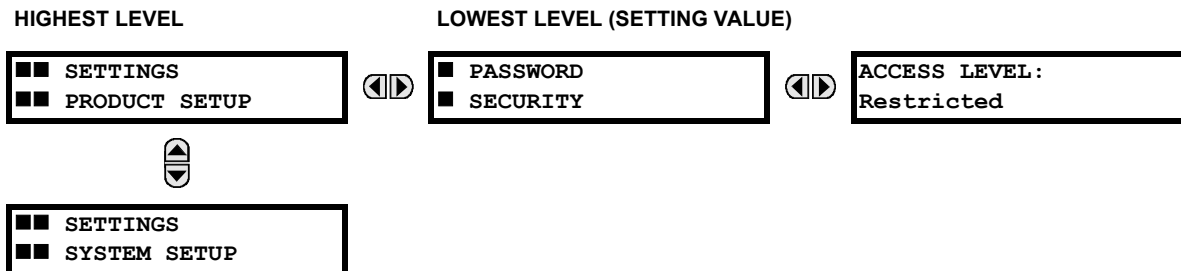 HIGHEST LEVEL
LOWEST LEVEL (SETTING VALUE)
■■ SETTINGS
■■ PRODUCT SETUP
■ PASSWORD
■ SECURITY
ACCESS LEVEL:
Restricted
■■ SETTINGS
■■ SYSTEM SETUP